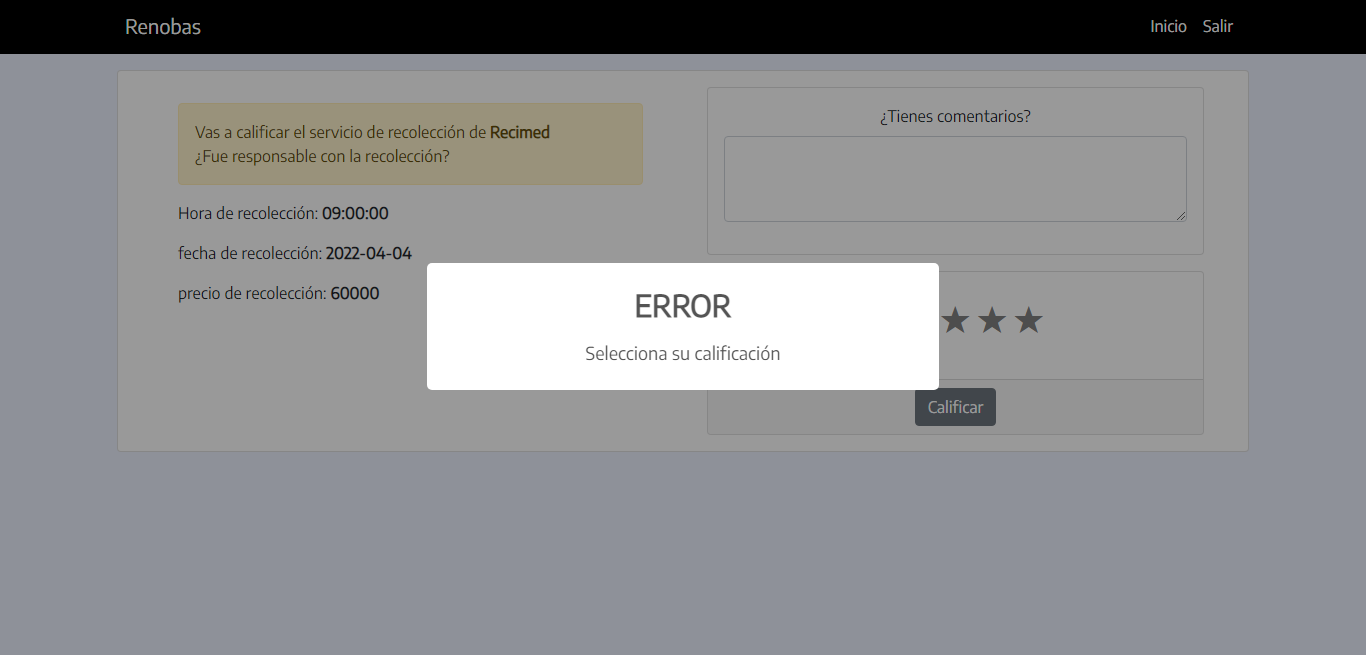 Renobas
Inicio Salir
Vas a calificar el servicio de recolección de Recimed
¿Fue responsable con la recolección?
Hora de recolección: 09:00:00
fecha de recolección: 2022-04-04
precio de recolección: 60000
¿Tienes comentarios?
ERROR
Selecciona su calificación
Calificar